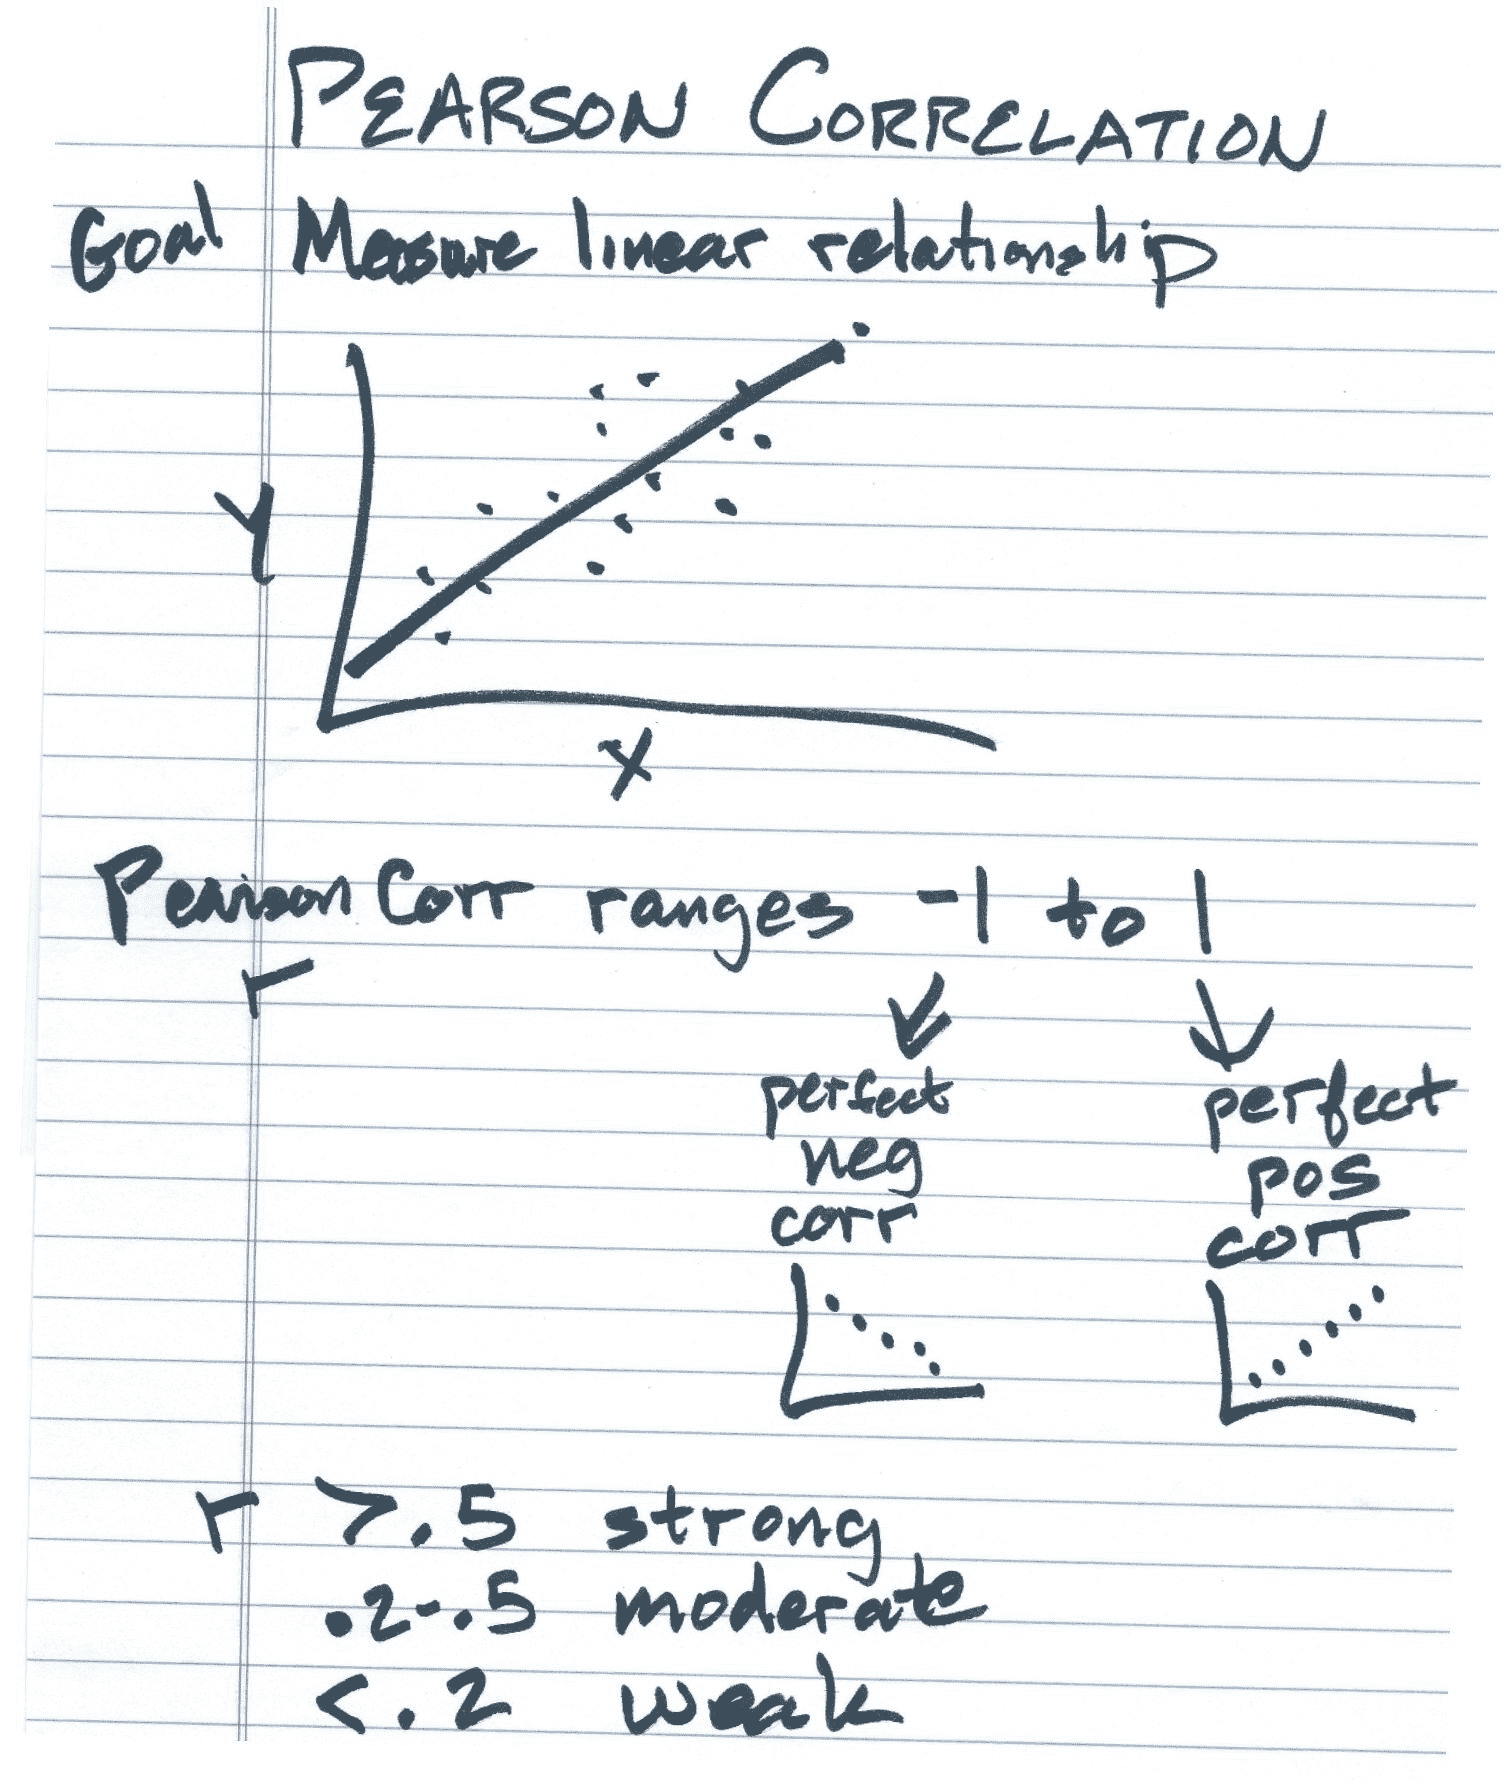 PEARSON CORRELATION
Goal Measure linear relationship
Y
X
Pearson Corr ranges -1 to 1
r
perfect
neg
corr
perfect
pos
corr
r >.5 strong
.2-.5 moderate
<.2 weak